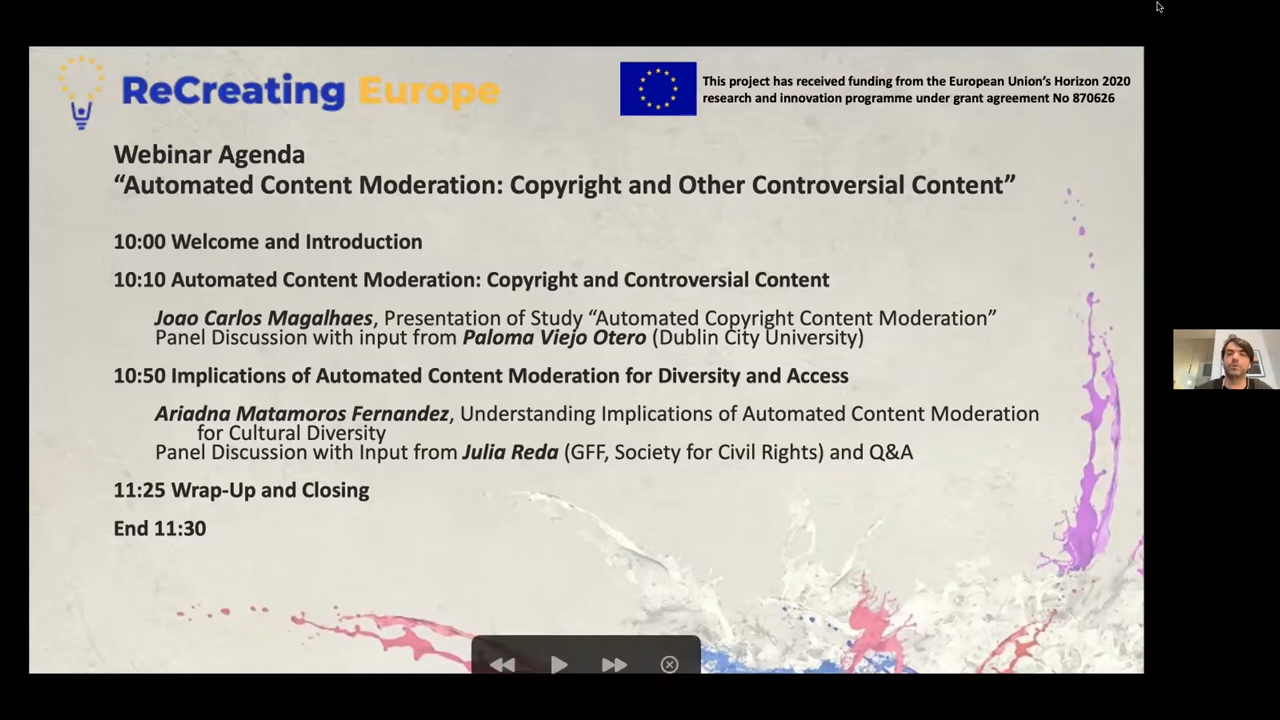 ReCreating Europe
This project has received funding from the European Union's Horizon 2020
research and innovation programme under grant agreement No 870626
Webinar Agenda
“Automated Content Moderation: Copyright and Other Controversial Content”
10:00 Welcome and Introduction
10:10 Automated Content Moderation: Copyright and Controversial Content
Joao Carlos Magalhaes, Presentation of Study “Automated Copyright Content Moderation”
Panel Discussion with input from Paloma Viejo Otero (Dublin City University)
10:50 Implications of Automated Content Moderation for Diversity and Access
Ariadna Matamoros Fernandez, Understanding Implications of Automated Content Moderation
for Cultural Diversity
Panel Discussion with Input from Julia Reda (GFF, Society for Civil Rights) and Q&A
11:25 Wrap-Up and Closing
End 11:30